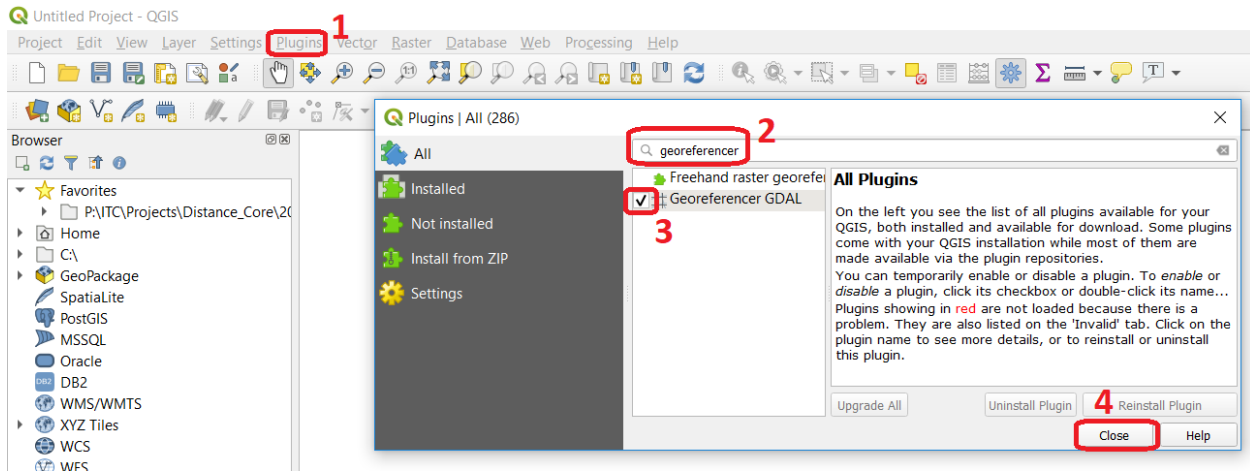 Untitled Project - QGIS
1
Project Edit View Layer Settings Plugins Vector Raster Database Web Processing Help
Browser
Favorites
P:\ITC\Projects\Distance_Core\20
Home
C:\
GeoPackage
SpatiaLite
PostGIS
MSSQL
Oracle
DB2
DB2
WMS/WMTS
XYZ Tiles
WCS
WFS
Plugins | All (286)
2
All
Installed
Not installed
Install from ZIP
Settings
georeferencer
Freehand raster georefer
Georeferencer GDAL
3
All Plugins
On the left you see the list of all plugins available for your
QGIS, both installed and available for download. Some plugins
come with your QGIS installation while most of them are
made available via the plugin repositories.
You can temporarily enable or disable a plugin. To enable or
disable a plugin, click its checkbox or double-click its name...
Plugins showing in red are not loaded because there is a
problem. They are also listed on the 'Invalid' tab. Click on the
plugin name to see more details, or to reinstall or uninstall
this plugin.
Upgrade All Uninstall Plugin Reinstall Plugin
4
Close Help